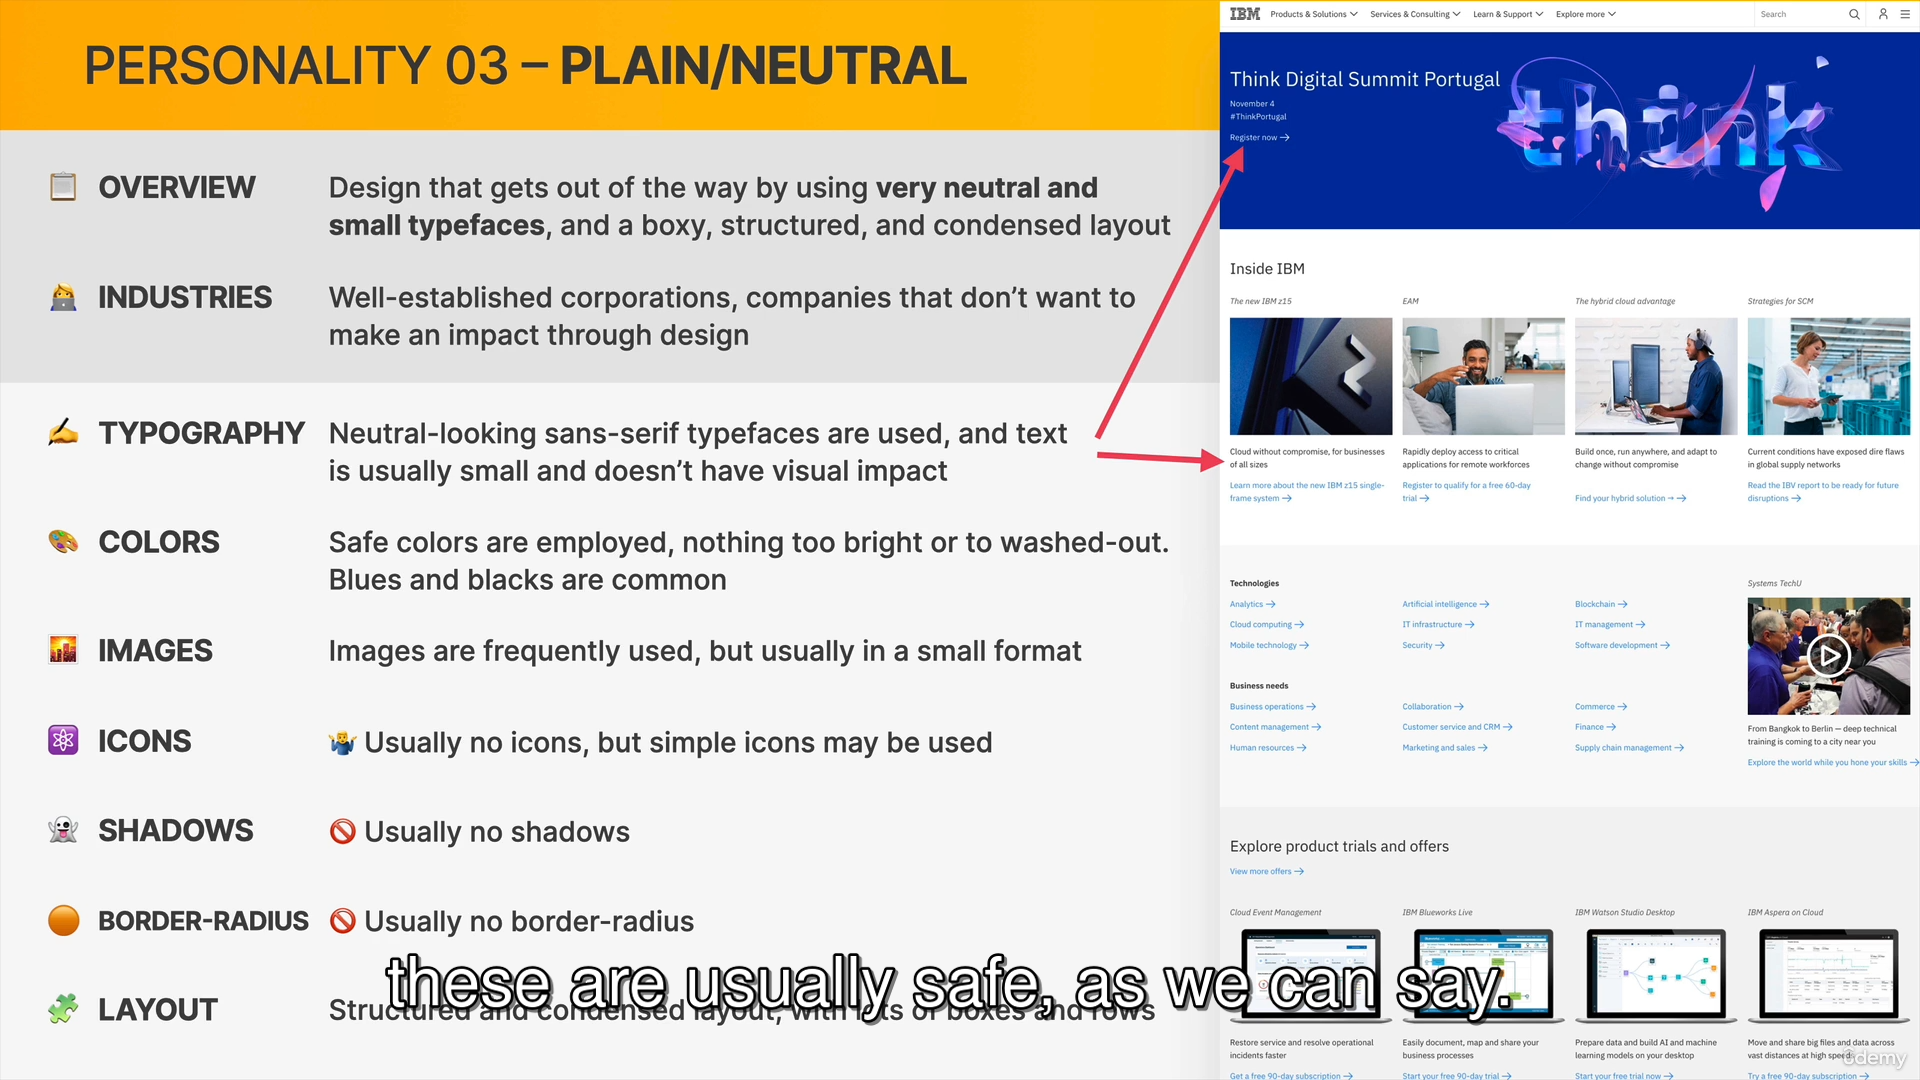 PERSONALITY 03 – PLAIN/NEUTRAL
OVERVIEW
Design that gets out of the way by using very neutral and
small typefaces, and a boxy, structured, and condensed layout
INDUSTRIES
Well-established corporations, companies that don't want to
make an impact through design
TYPOGRAPHY
Neutral-looking sans-serif typefaces are used, and text
is usually small and doesn't have visual impact
COLORS
Safe colors are employed, nothing too bright or to washed-out.
Blues and blacks are common
IMAGES
Images are frequently used, but usually in a small format
ICONS
Usually no icons, but simple icons may be used
SHADOWS
Usually no shadows
BORDER-RADIUS
Usually no border-radius
LAYOUT
Structured and condensed layout, with lots of boxes and rows
these are usually safe, as we can say.
IBM Products & Solutions Services & Consulting Learn & Support Explore more Search
Think Digital Summit Portugal
November 4
#ThinkPortugal
Register now →
think
Inside IBM
The new IBM z15
EAM
The hybrid cloud advantage
Strategies for SCM
Z
Cloud without compromise, for businesses
of all sizes
Learn more about the new IBM z15 single-
frame system →
Rapidly deploy access to critical
applications for remote workforces
Register to qualify for a free 60-day
trial →
Build once, run anywhere, and adapt to
change without compromise
Find your hybrid solution → →
Current conditions have exposed dire flaws
in global supply networks
Read the IBV report to be ready for future
disruptions →
Technologies
Analytics → Artificial intelligence → Blockchain →
Cloud computing → IT infrastructure → IT management →
Mobile technology → Security → Software development →
Business needs
Business operations → Collaboration → Commerce →
Content management → Customer service and CRM → Finance →
Human resources → Marketing and sales → Supply chain management →
Systems TechU
From Bangkok to Berlin — deep technical
training is coming to a city near you
Explore the world while you hone your skills →
Explore product trials and offers
View more offers →
Cloud Event Management
IBM Blueworks Live
IBM Watson Studio Desktop
IBM Aspera on Cloud
Restore service and resolve operational
incidents faster
Get a free 90-day subscription →
Easily document, map and share your
business processes
Start your free 90-day trial →
Prepare data and build AI and machine
learning models on your desktop
Start your free trial now →
Move and share big files and data across
vast distances at high speed
Try a free 90-day subscription →
ûdemy